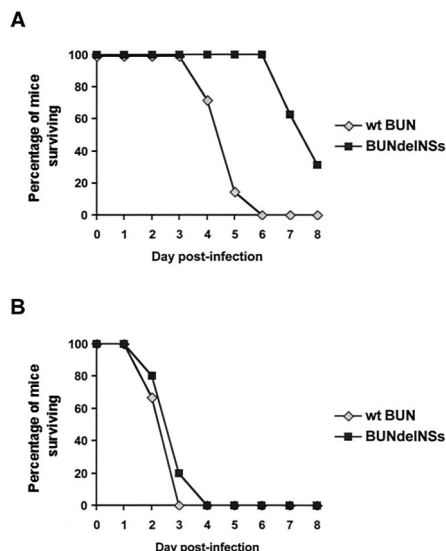 A
Percentage of mice
surviving
100
80
60
40
20
0
0 1 2 3 4 5 6 7 8
Day post-infection
wt BUN
BUNdelNSs
B
Percentage of mice
surviving
100
80
60
40
20
0
0 1 2 3 4 5 6 7 8
Day post-infection
wt BUN
BUNdelNSs